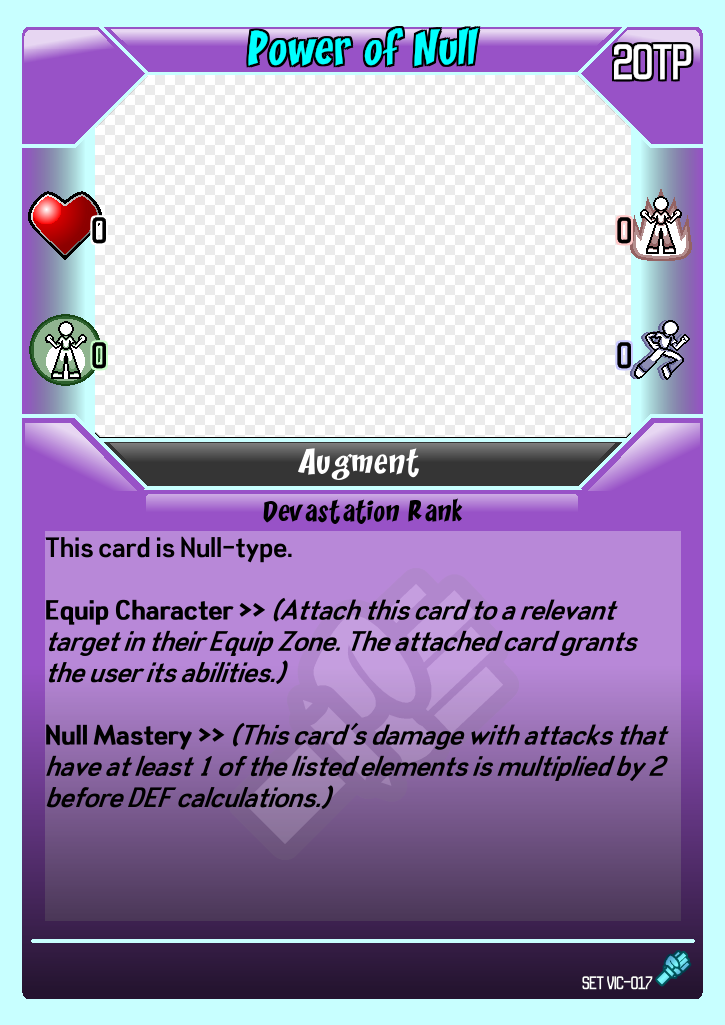 Power of Null
20TP
0
0
0
0
Augment
Devastation Rank
This card is Null-type.
Equip Character >> (Attach this card to a relevant
target in their Equip Zone. The attached card grants
the user its abilities.)
Null Mastery >> (This card's damage with attacks that
have at least 1 of the listed elements is multiplied by 2
before DEF calculations.)
SET VIC-017